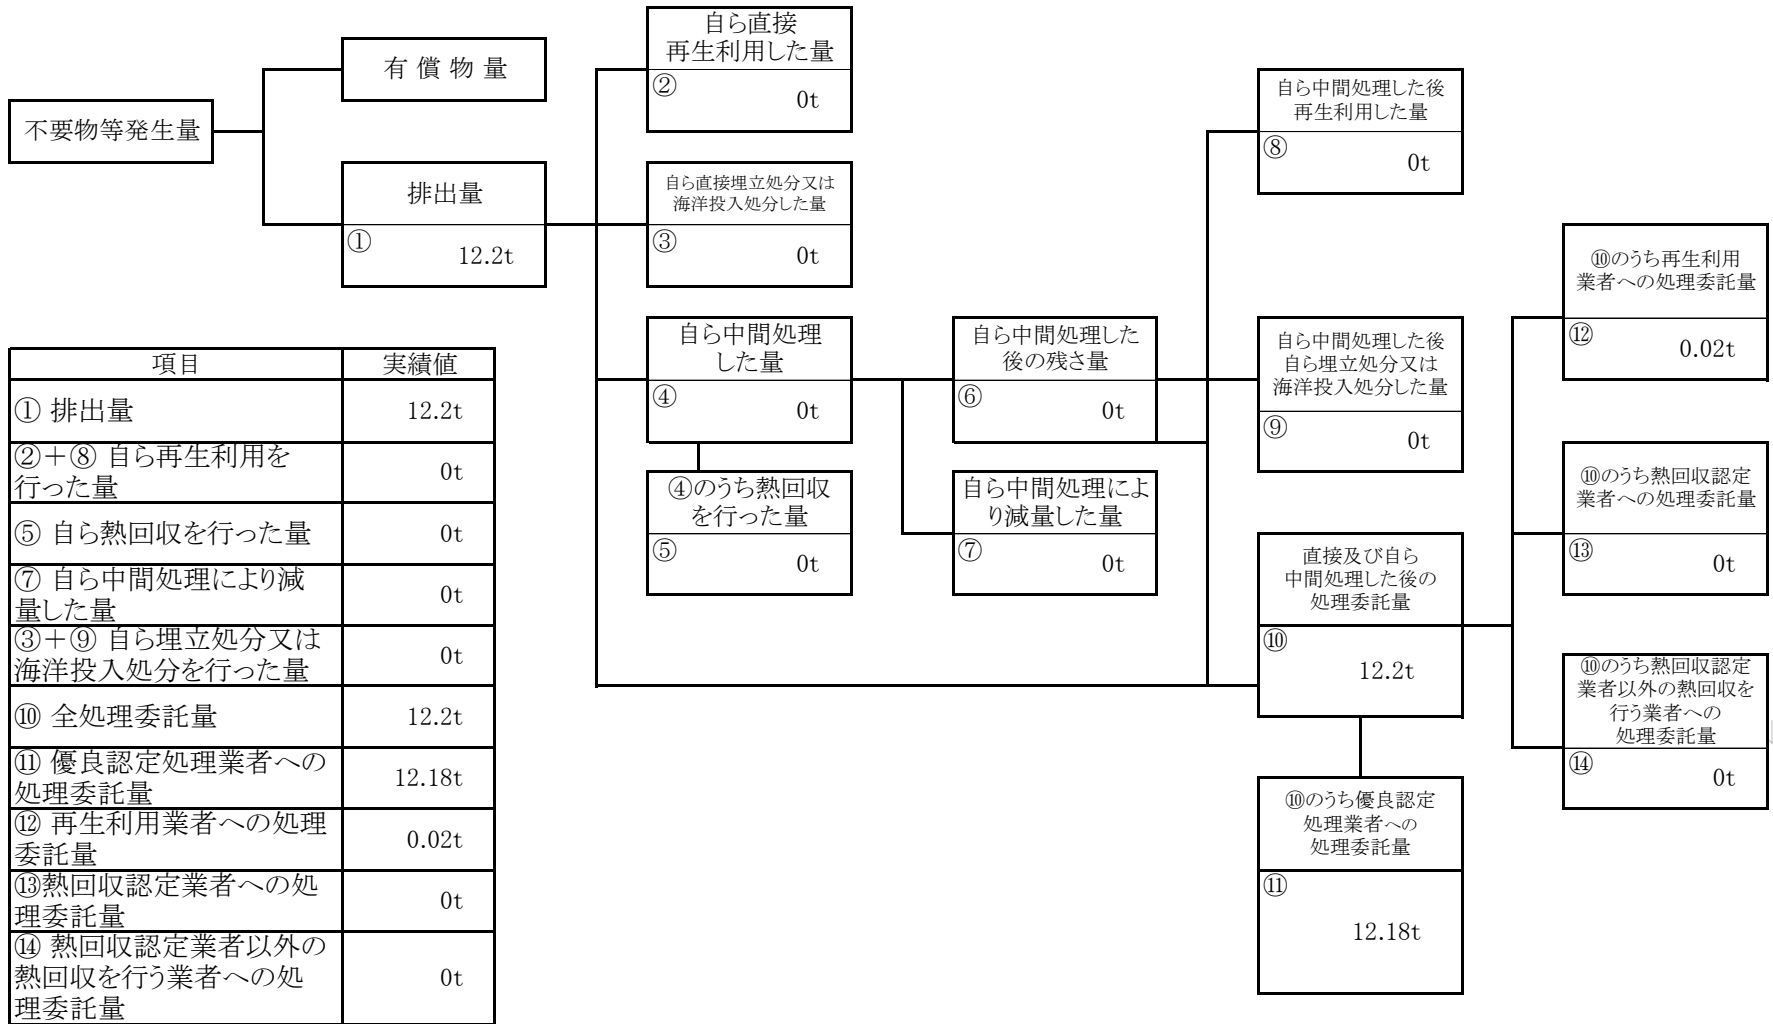 不要物等発生量
有 償 物 量
排出量
①
12.2t
自ら直接
再生利用した量
②
0t
自ら直接埋立処分又は
海洋投入処分した量
③
0t
自ら中間処理
した量
④
0t
④のうち熱回収
を行った量
⑤
0t
自ら中間処理した
後の残さ量
⑥
0t
自ら中間処理によ
り減量した量
⑦
0t
自ら中間処理した後
再生利用した量
⑧
0t
自ら中間処理した後
自ら埋立処分又は
海洋投入処分した量
⑨
0t
直接及び自ら
中間処理した後の
処理委託量
⑩
12.2t
⑩のうち優良認定
処理業者への
処理委託量
⑪
12.18t
⑩のうち再生利用
業者への処理委託量
⑫
0.02t
⑩のうち熱回収認定
業者への処理委託量
⑬
0t
⑩のうち熱回収認定
業者以外の熱回収を
行う業者への
処理委託量
⑭
0t
項目 実績値
① 排出量 12.2t
②＋⑧ 自ら再生利用を
行った量 0t
⑤ 自ら熱回収を行った量 0t
⑦ 自ら中間処理により減
量した量 0t
③＋⑨ 自ら埋立処分又は
海洋投入処分を行った量 0t
⑩ 全処理委託量 12.2t
⑪ 優良認定処理業者への
処理委託量 12.18t
⑫ 再生利用業者への処理
委託量 0.02t
⑬熱回収認定業者への処
理委託量 0t
⑭ 熱回収認定業者以外の
熱回収を行う業者への処
理委託量 0t